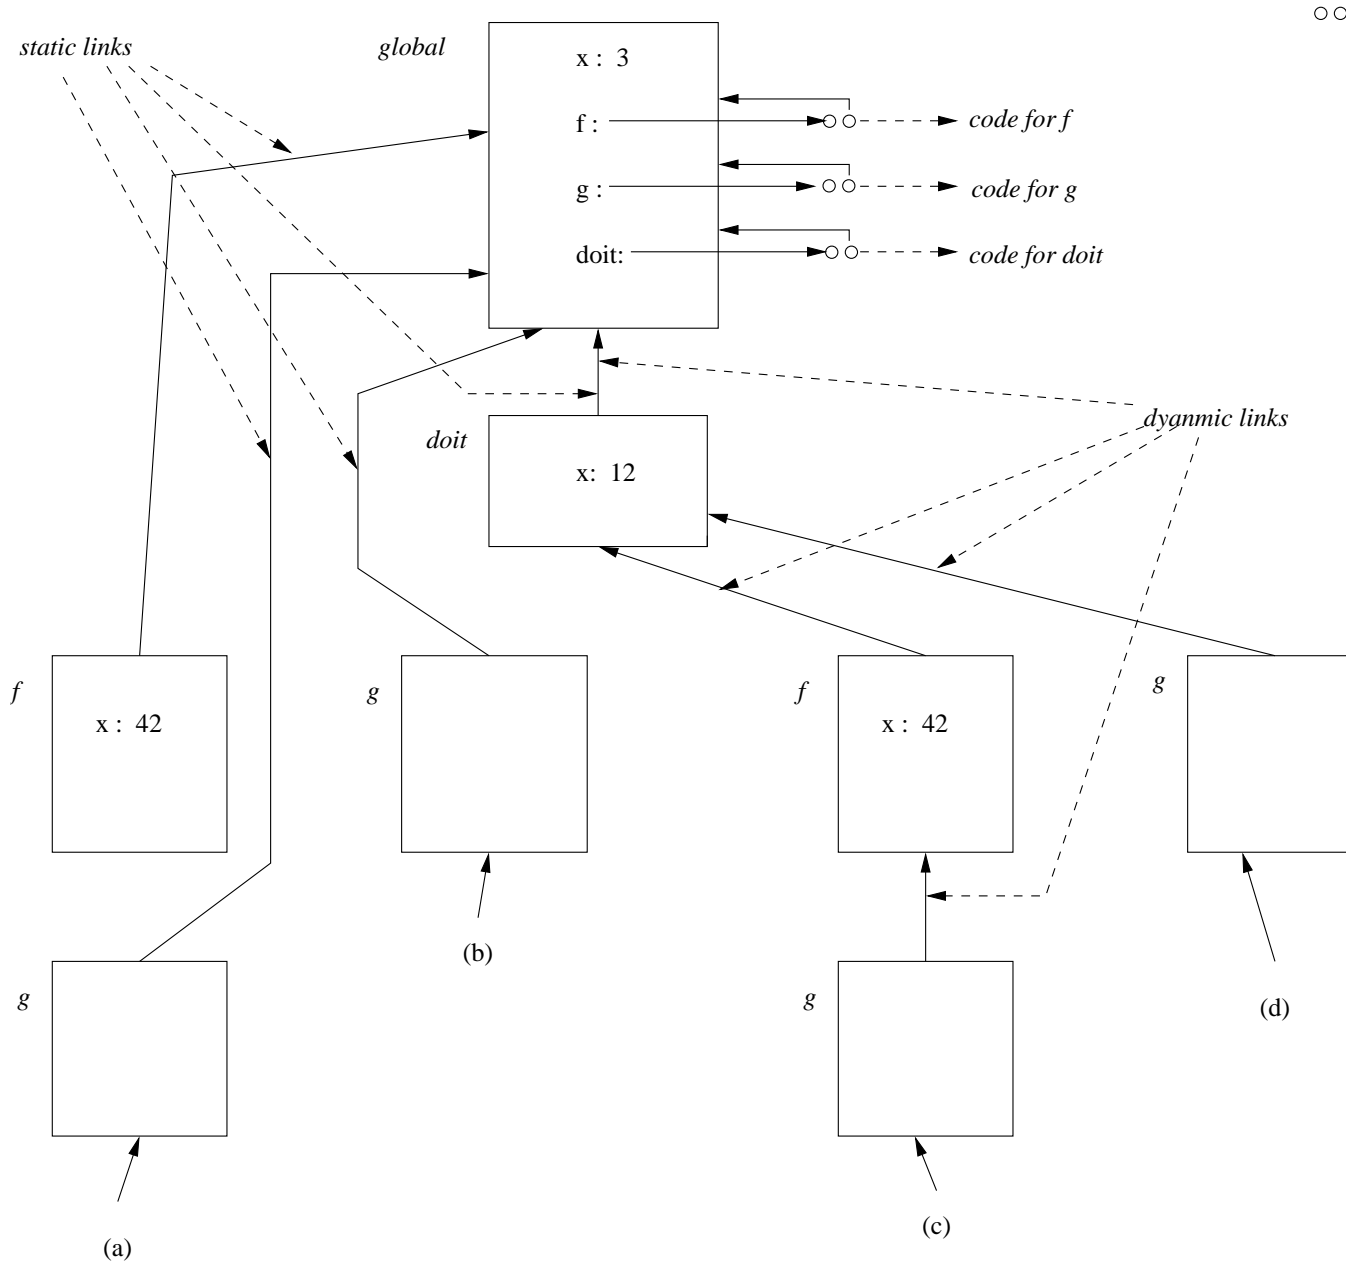 static links
global
x : 3
f :
code for f
g :
code for g
doit:
code for doit
doit
x: 12
dyanmic links
f
x : 42
g
f
x : 42
g
(b)
g
(a)
g
(c)
(d)